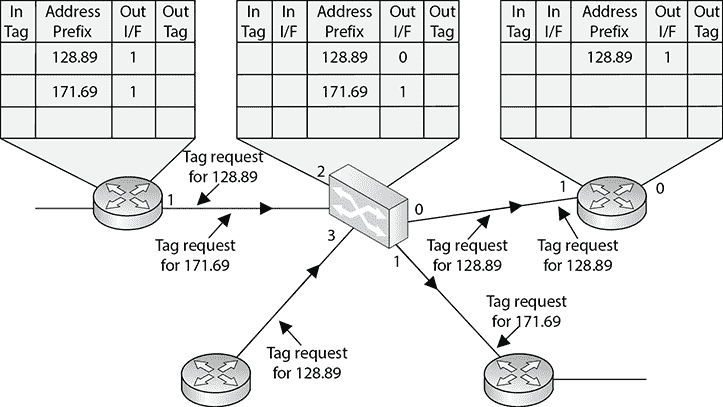 In Tag Address Prefix Out I/F Out Tag
128.89 1
171.69 1
In Tag In I/F Address Prefix Out I/F Out Tag
128.89 0
171.69 1
In Tag In I/F Address Prefix Out I/F Out Tag
128.89 1
1
Tag request
for 128.89
Tag request
for 171.69
2
0
3
1
Tag request
for 128.89
1
0
Tag request
for 128.89
Tag request
for 171.69
Tag request
for 128.89